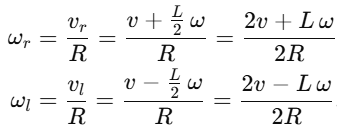 ω_r = v_r/R = (v + L/2 ω)/R = (2v + L ω)/2R
ω_l = v_l/R = (v − L/2 ω)/R = (2v − L ω)/2R